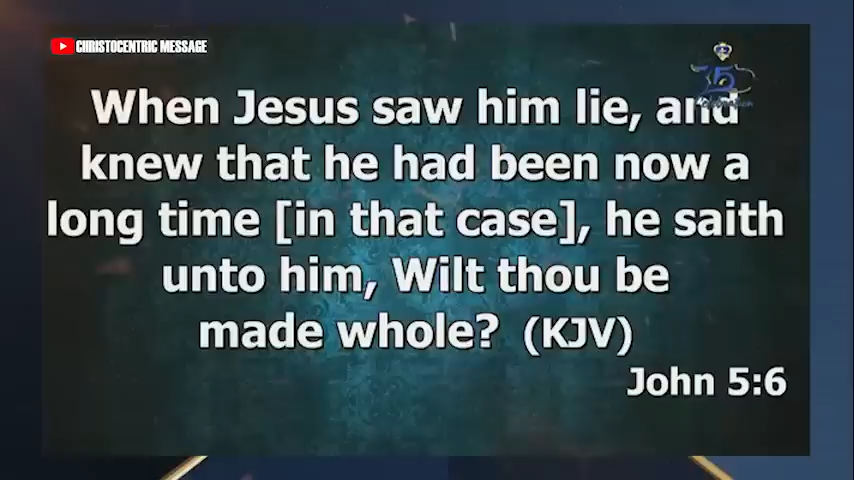 CHRISTOCENTRIC MESSAGE
35
When Jesus saw him lie, and
knew that he had been now a
long time [in that case], he saith
unto him, Wilt thou be
made whole? (KJV)
John 5:6